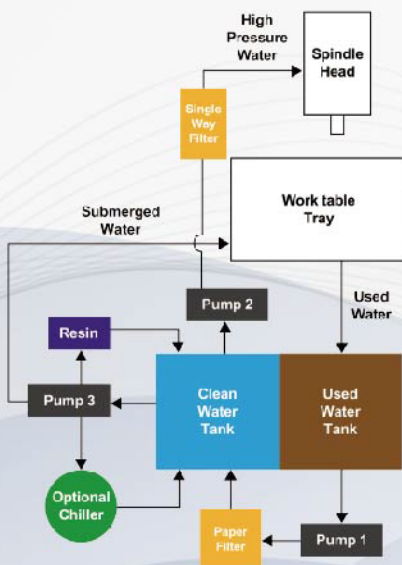 High
Pressure
Water
Spindle
Head
Single
Way
Filter
Submerged
Water
Work table
Tray
Used
Water
Pump 2
Resin
Pump 3
Clean
Water
Tank
Used
Water
Tank
Optional
Chiller
Paper
Filter
Pump 1